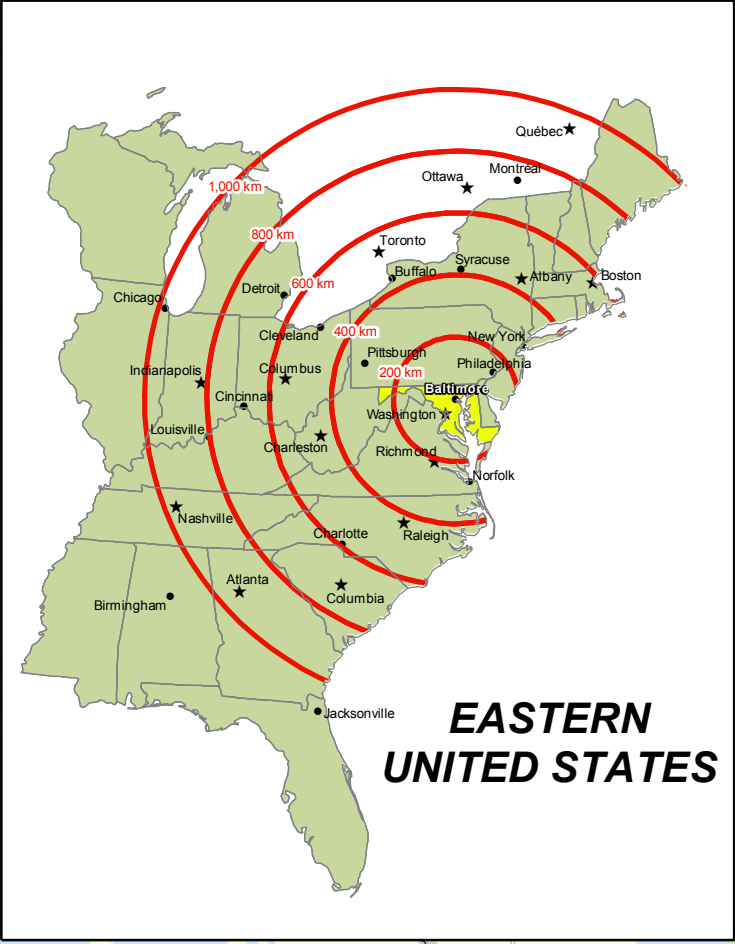 Québec
Montréal
Ottawa
1,000 km
800 km
Toronto
Syracuse
Buffalo
Albany
Boston
600 km
Detroit
Chicago
400 km
Cleveland
New York
Pittsburgh
Philadelphia
200 km
Indianapolis
Columbus
Baltimore
Cincinnati
Washington
Louisville
Charleston
Richmond
Norfolk
Nashville
Charlotte
Raleigh
Atlanta
Columbia
Birmingham
Jacksonville
EASTERN
UNITED STATES